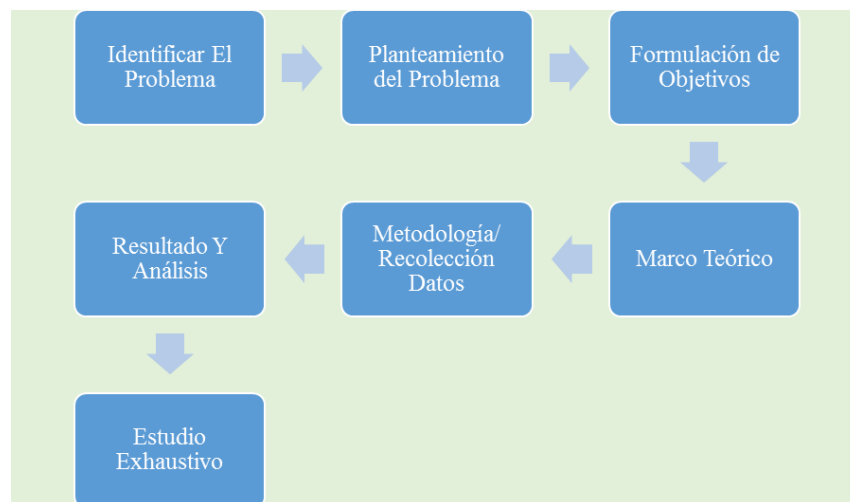 Identificar El
Problema
Planteamiento
del Problema
Formulación de
Objetivos
Marco Teórico
Metodología/
Recolección
Datos
Resultado Y
Análisis
Estudio
Exhaustivo